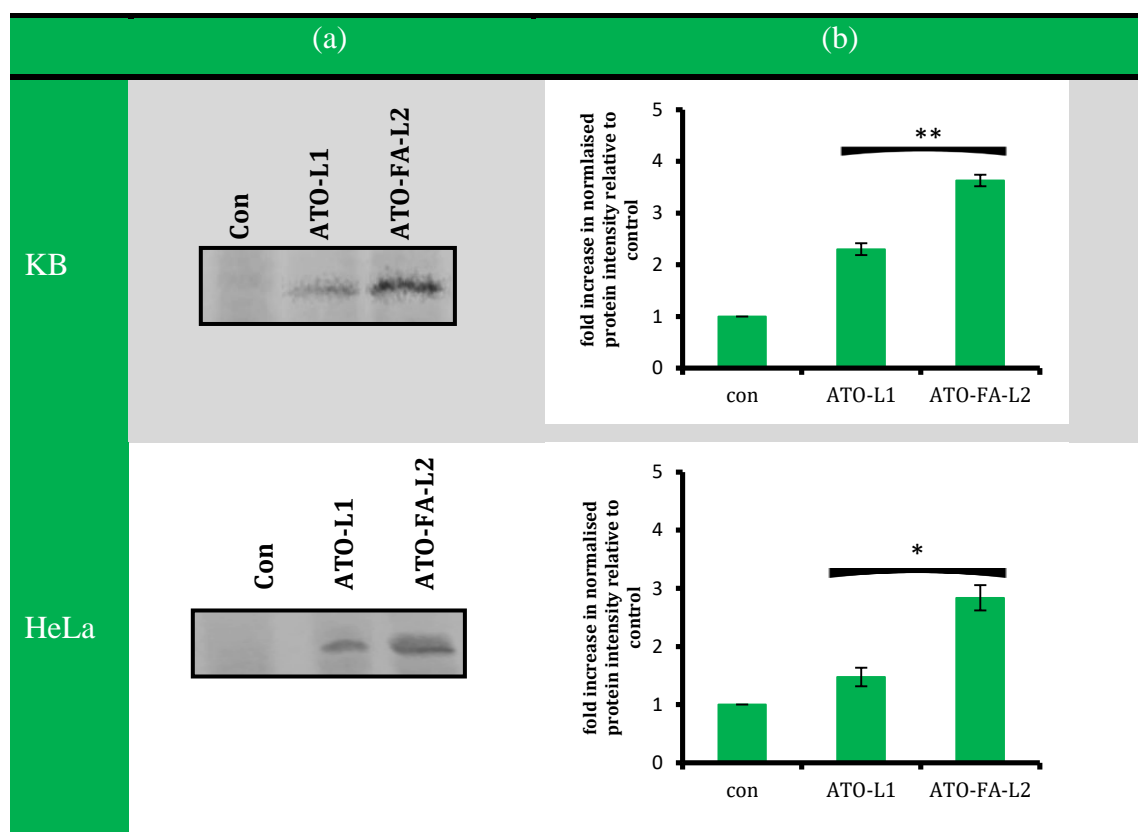 (a)
(b)
KB
Con
ATO-L1
ATO-FA-L2
fold increase in normlaised
protein intensity relative to
control
5
4
3
2
1
0
**
con
ATO-L1
ATO-FA-L2
HeLa
Con
ATO-L1
ATO-FA-L2
fold increase in normalised
protein intensity relative to
control
5
4
3
2
1
0
*
con
ATO-L1
ATO-FA-L2